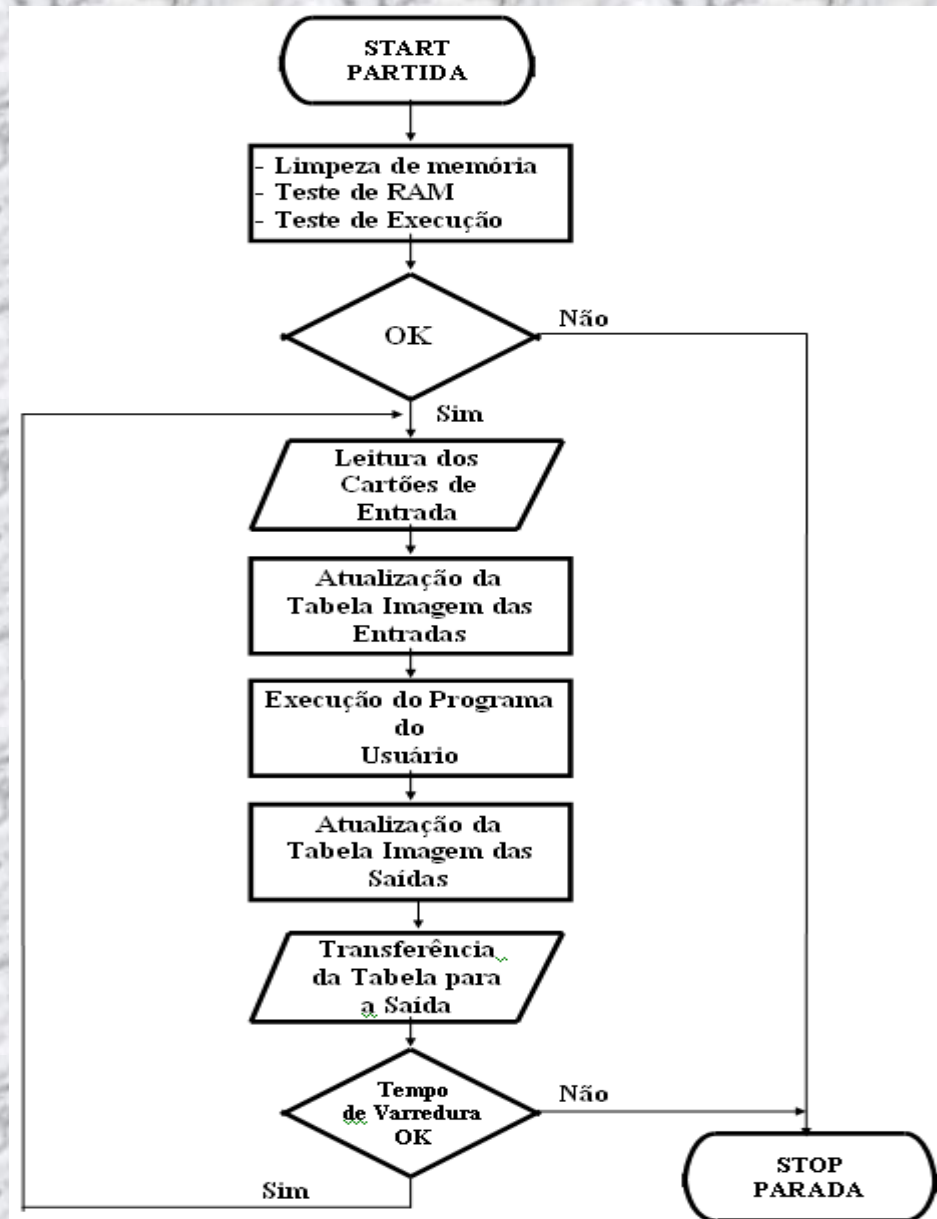 START
PARTIDA
- Limpeza de memória
- Teste de RAM
- Teste de Execução
OK
Não
Sim
Leitura dos
Cartões de
Entrada
Atualização da
Tabela Imagem das
Entradas
Execução do Programa
do
Usuário
Atualização da
Tabela Imagem das
Saídas
Transferência
da Tabela para
a Saída
Tempo
de Varredura
OK
Não
Sim
STOP
PARADA